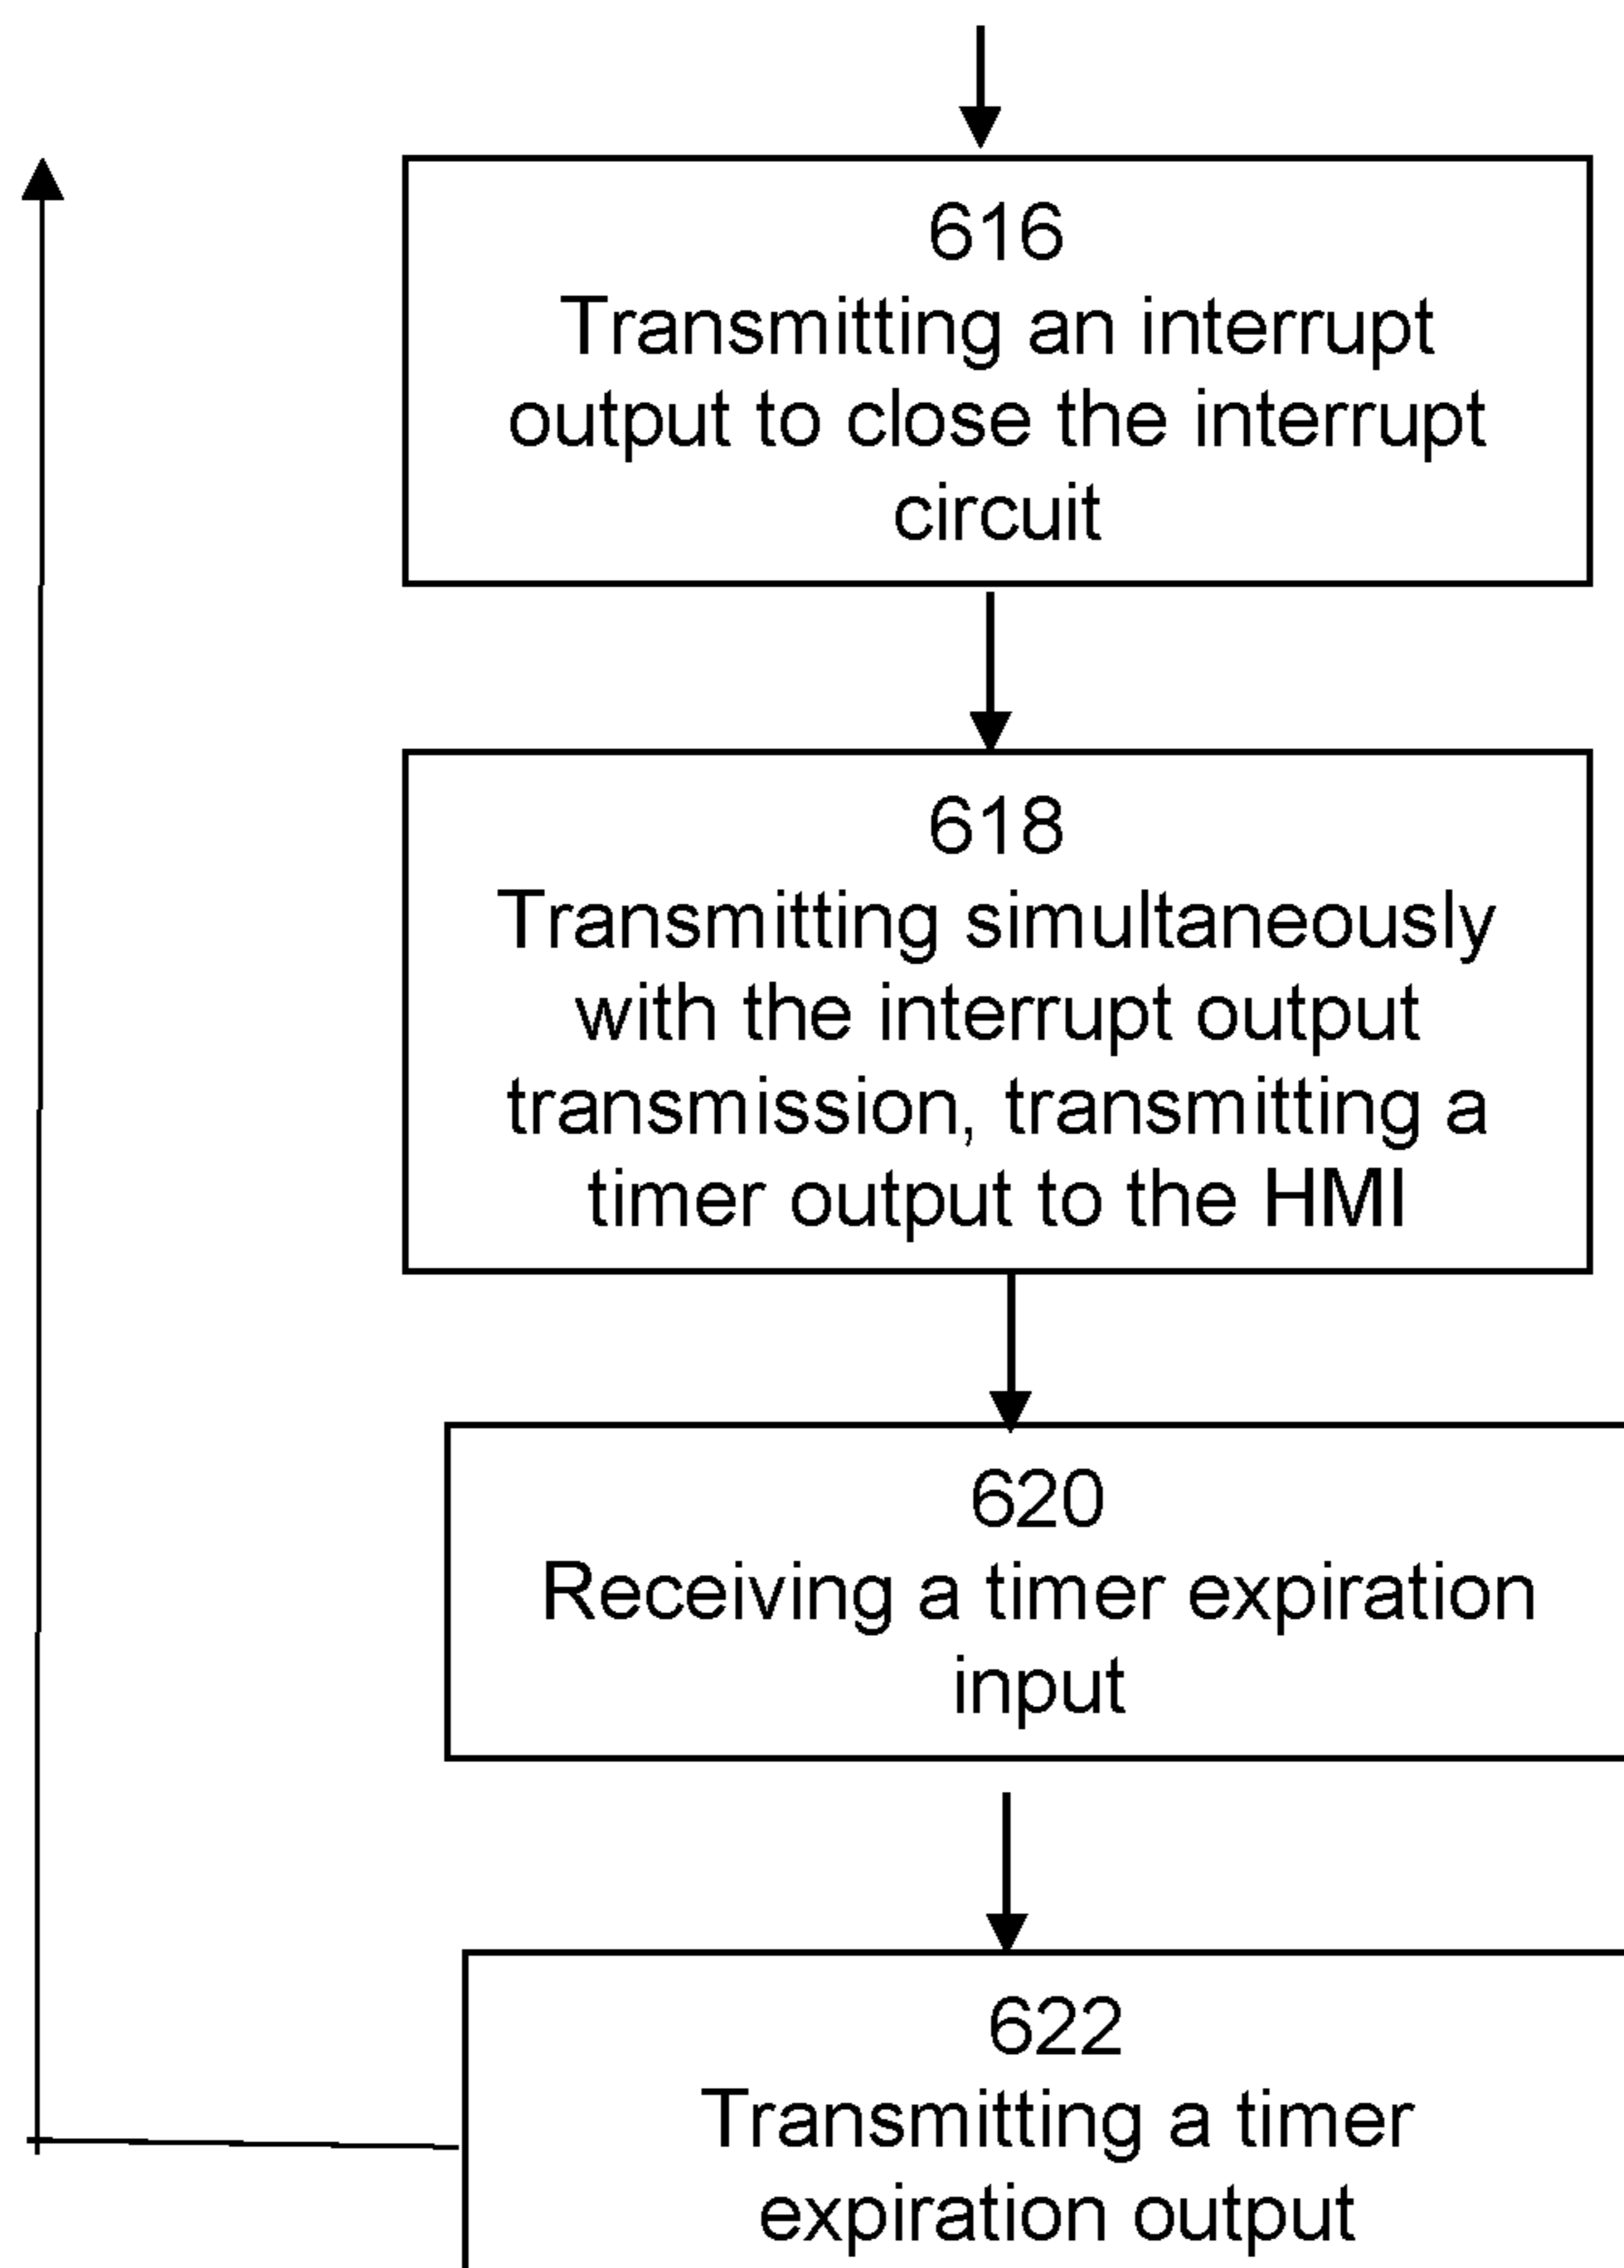 616
Transmitting an interrupt
output to close the interrupt
circuit
618
Transmitting simultaneously
with the interrupt output
transmission, transmitting a
timer output to the HMI
620
Receiving a timer expiration
input
622
Transmitting a timer
expiration output